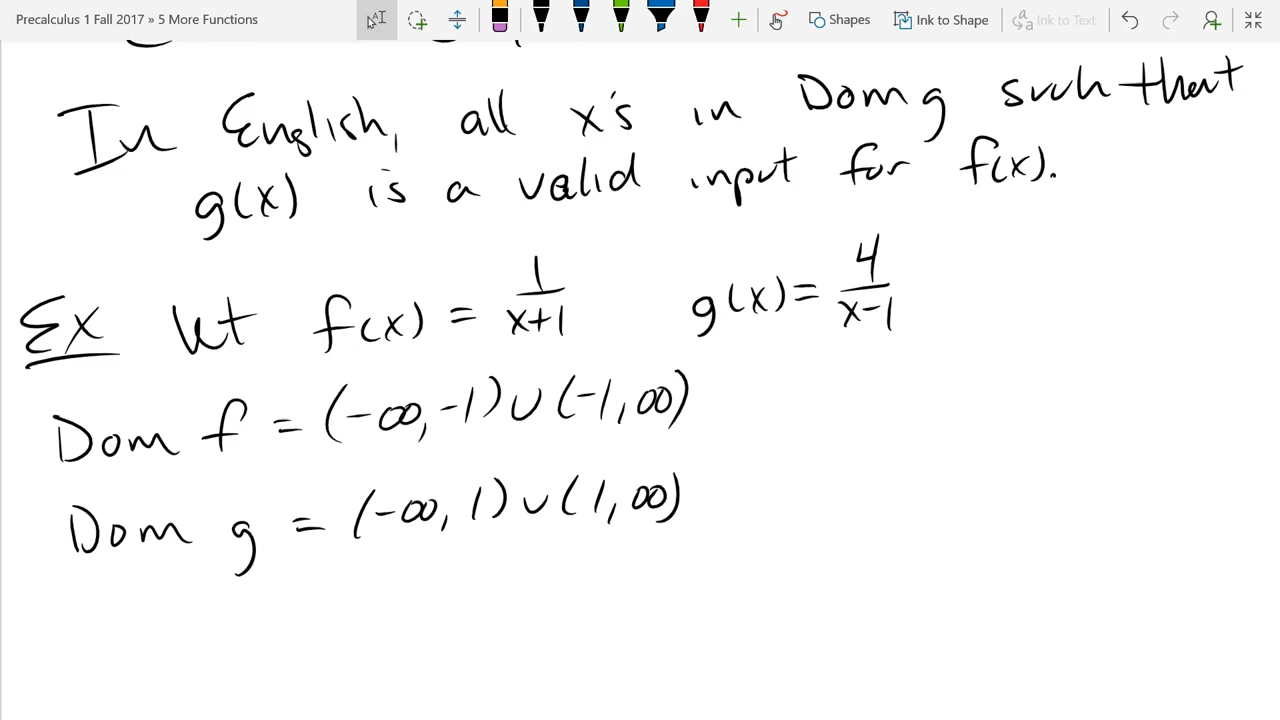 Precalculus 1 Fall 2017 » 5 More Functions
Shapes Ink to Shape Ink to Text
In English, all x's in Dom g such that
g(x) is a valid input for f(x).
Ex Let f(x) = 1/(x+1) g(x) = 4/(x-1)
Dom f = (-∞, -1) ∪ (-1, ∞)
Dom g = (-∞, 1) ∪ (1, ∞)